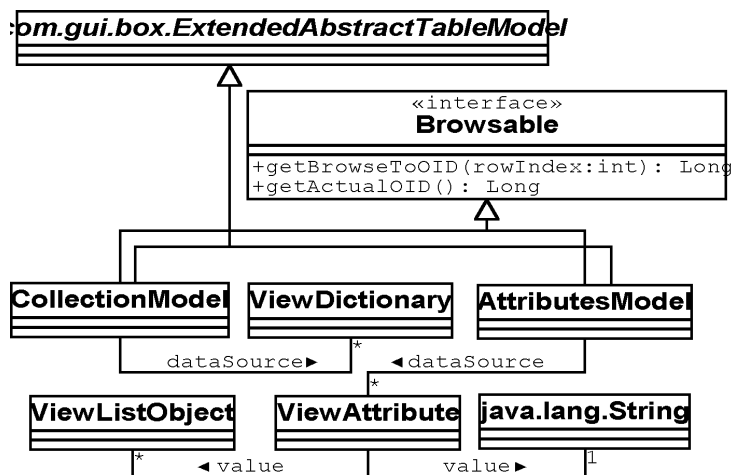 com.gui.box.ExtendedAbstractTableModel
«interface»
Browsable
+getBrowseToOID(rowIndex:int): Long
+getActualOID(): Long
CollectionModel
ViewDictionary
AttributesModel
dataSource▶
*
◀dataSource
*
ViewListObject
ViewAttribute
java.lang.String
*
◀value
value▶
1